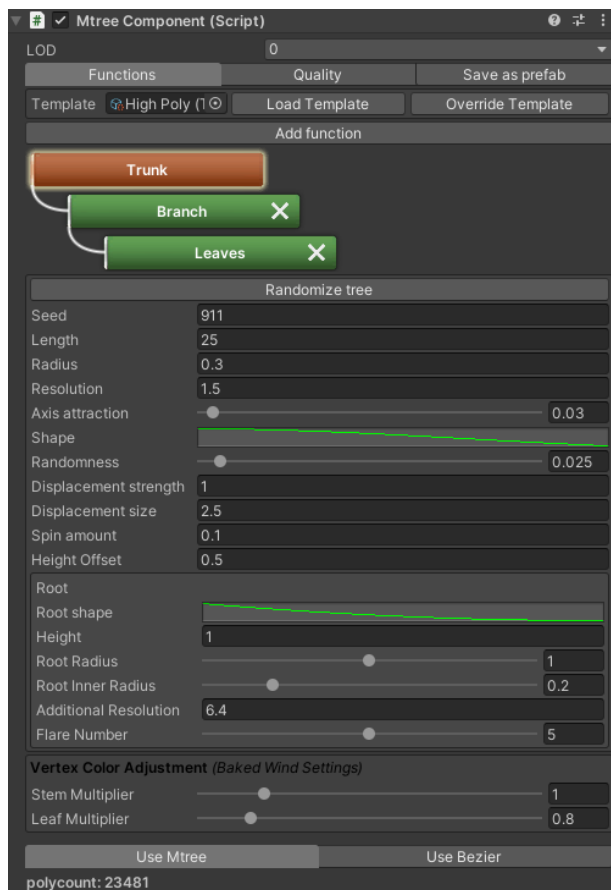 Mtree Component (Script)
LOD 0
Functions Quality Save as prefab
Template High Poly (T Load Template Override Template
Add function
Trunk
Branch
Leaves
Randomize tree
Seed 911
Length 25
Radius 0.3
Resolution 1.5
Axis attraction 0.03
Shape
Randomness 0.025
Displacement strength 1
Displacement size 2.5
Spin amount 0.1
Height Offset 0.5
Root
Root shape
Height 1
Root Radius 1
Root Inner Radius 0.2
Additional Resolution 6.4
Flare Number 5
Vertex Color Adjustment (Baked Wind Settings)
Stem Multiplier 1
Leaf Multiplier 0.8
Use Mtree Use Bezier
polycount: 23481